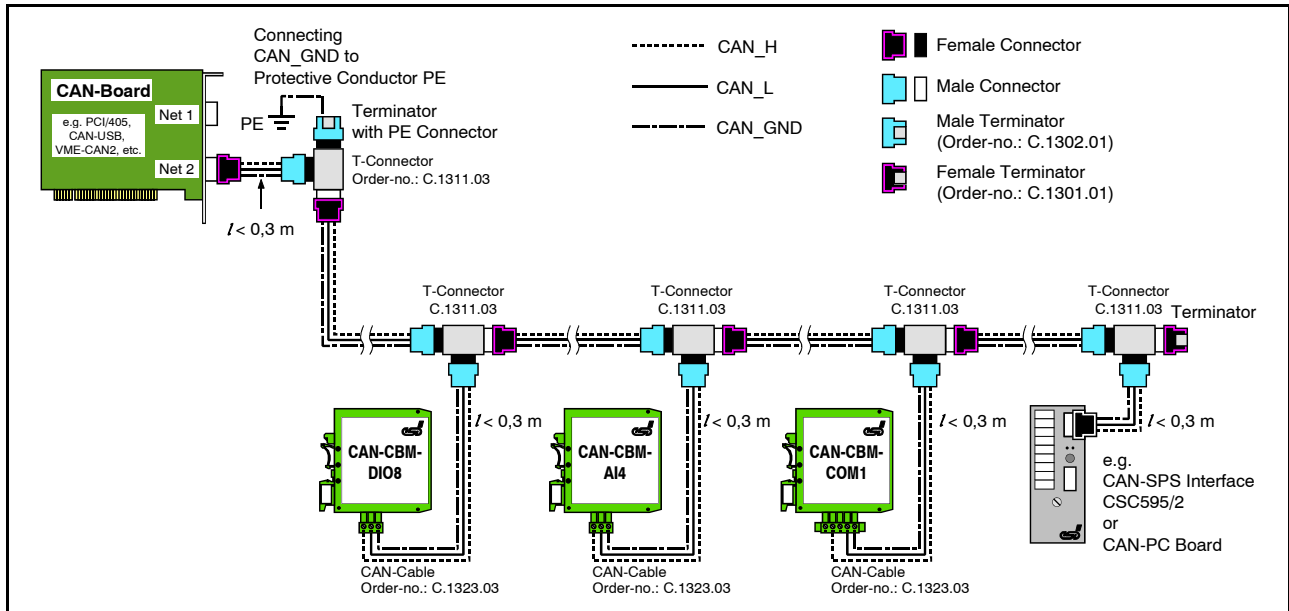 Connecting
CAN_GND to
Protective Conductor PE
CAN-Board
e.g. PCI/405,
CAN-USB,
VME-CAN2, etc.
Net 1
Net 2
PE
Terminator
with PE Connector
T-Connector
Order-no.: C.1311.03
l < 0,3 m
CAN_H
CAN_L
CAN_GND
Female Connector
Male Connector
Male Terminator
(Order-no.: C.1302.01)
Female Terminator
(Order-no.: C.1301.01)
T-Connector
C.1311.03
T-Connector
C.1311.03
T-Connector
C.1311.03
T-Connector
C.1311.03
Terminator
l < 0,3 m
l < 0,3 m
l < 0,3 m
l < 0,3 m
esd
CAN-CBM-
DIO8
esd
CAN-CBM-
AI4
esd
CAN-CBM-
COM1
e.g.
CAN-SPS Interface
CSC595/2
or
CAN-PC Board
esd
CAN-Cable
Order-no.: C.1323.03
CAN-Cable
Order-no.: C.1323.03
CAN-Cable
Order-no.: C.1323.03